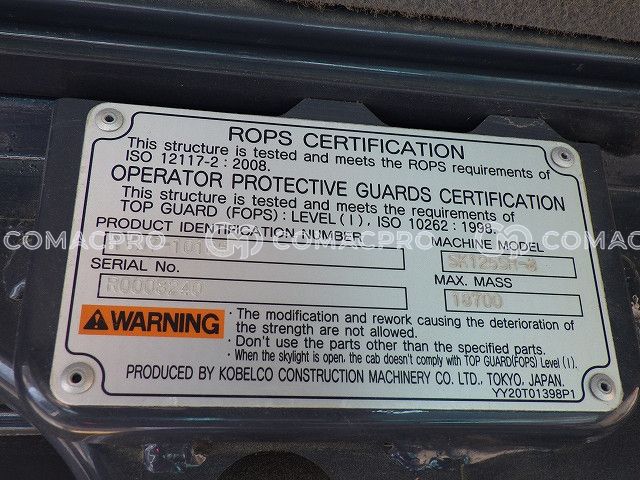 ROPS CERTIFICATION
This structure is tested and meets the ROPS requirements of
ISO 12117-2 : 2008.
OPERATOR PROTECTIVE GUARDS CERTIFICATION
This structure is tested and meets the requirements of
TOP GUARD (FOPS) : LEVEL ( I ) , ISO 10262 : 1998.
PRODUCT IDENTIFICATION NUMBER
MACHINE MODEL
COMACPRO COMACPRO COMACPRO
SERIAL No.
MAX. MASS
R0008240
WARNING
· The modification and rework causing the deterioration of
the strength are not allowed.
· Don't use the parts other than the specified parts.
· When the skylight is open, the cab doesn't comply with TOP GUARD(FOPS) Level ( I ) .
PRODUCED BY KOBELCO CONSTRUCTION MACHINERY CO. LTD., TOKYO, JAPAN.
YY20T01398P1